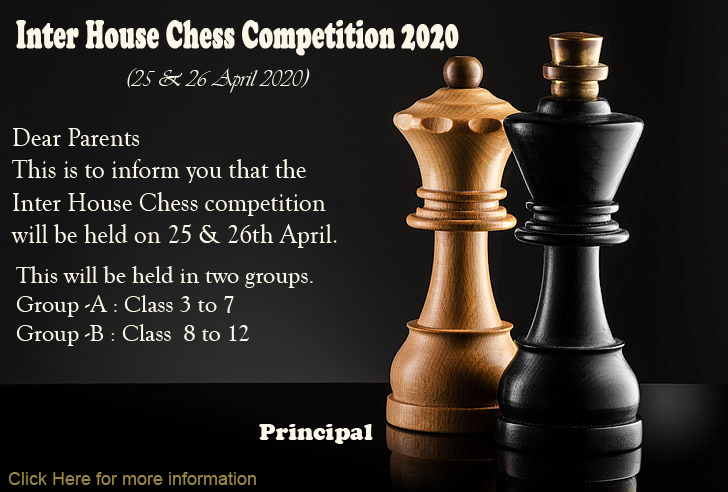 Inter House Chess Competition 2020
(25 & 26 April 2020)
Dear Parents
This is to inform you that the
Inter House Chess competition
will be held on 25 & 26th April.
This will be held in two groups.
Group -A : Class 3 to 7
Group -B : Class  8 to 12
Principal
Click Here for more information